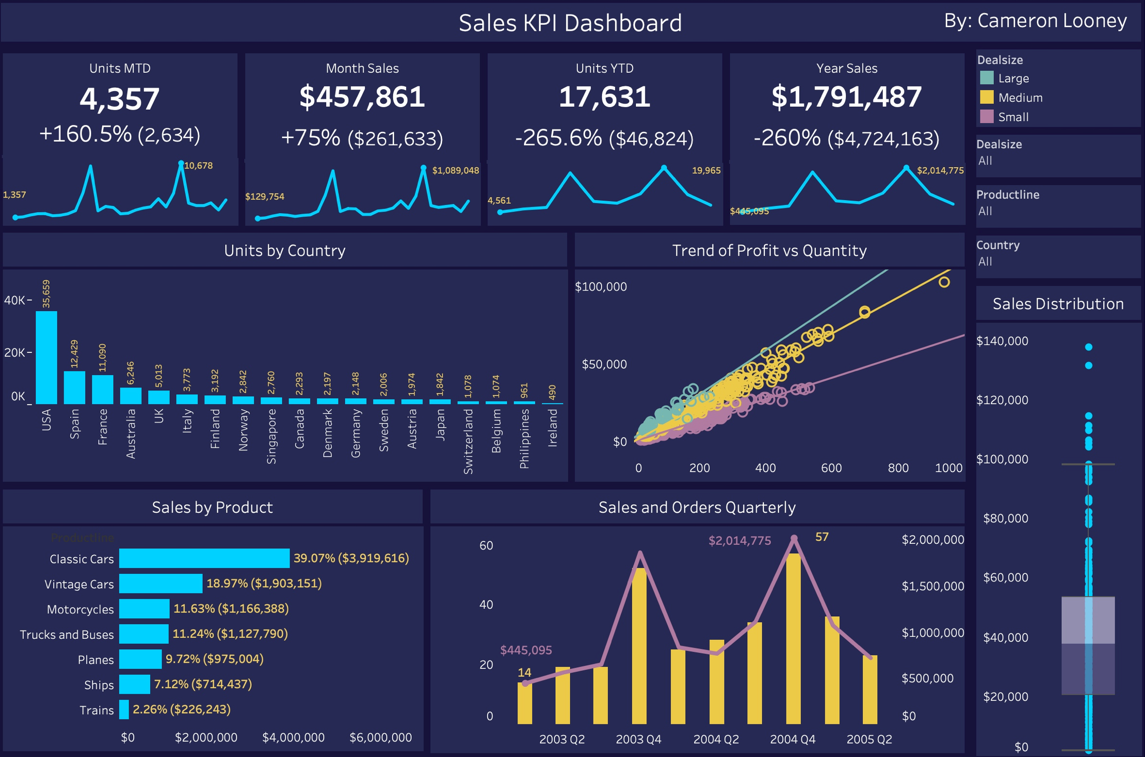 Sales KPI Dashboard
By: Cameron Looney
Units MTD
4,357
+160.5% (2,634)
10,678
1,357
Month Sales
$457,861
+75% ($261,633)
$1,089,048
$129,754
Units YTD
17,631
-265.6% ($46,824)
19,965
4,561
Year Sales
$1,791,487
-260% ($4,724,163)
$2,014,775
$445,095
Dealsize
Large
Medium
Small
Dealsize
All
Productline
All
Country
All
Units by Country
40K
20K
0K
35,659
12,429
11,090
6,246
5,013
3,773
3,192
2,842
2,760
2,293
2,197
2,148
2,006
1,974
1,842
1,078
1,074
961
490
USA
Spain
France
Australia
UK
Italy
Finland
Norway
Singapore
Canada
Denmark
Germany
Sweden
Austria
Japan
Switzerland
Belgium
Philippines
Ireland
Trend of Profit vs Quantity
$100,000
$50,000
$0
0 200 400 600 800 1000
Sales Distribution
$140,000
$120,000
$100,000
$80,000
$60,000
$40,000
$20,000
$0
Sales by Product
Productline
Classic Cars 39.07% ($3,919,616)
Vintage Cars 18.97% ($1,903,151)
Motorcycles 11.63% ($1,166,388)
Trucks and Buses 11.24% ($1,127,790)
Planes 9.72% ($975,004)
Ships 7.12% ($714,437)
Trains 2.26% ($226,243)
$0 $2,000,000 $4,000,000 $6,000,000
Sales and Orders Quarterly
60
40
20
0
$2,014,775
57
$445,095
14
$2,000,000
$1,500,000
$1,000,000
$500,000
$0
2003 Q2 2003 Q4 2004 Q2 2004 Q4 2005 Q2